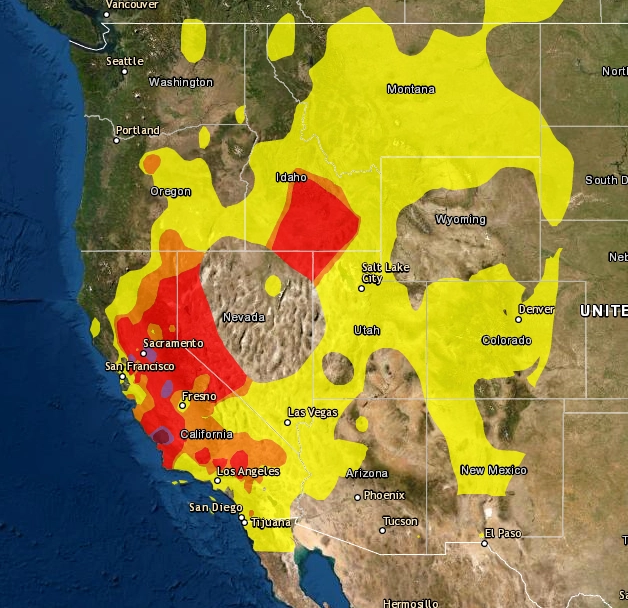 Vancouver
Seattle
Washington
Montana
North
Portland
Idaho
Oregon
South D
Wyoming
Neb
Salt Lake
City
Nevada
Denver
UNITE
Utah
Colorado
Sacramento
San Francisco
Fresno
Las Vegas
California
Los Angeles
Arizona
New Mexico
Phoenix
San Diego
Tijuana
Tucson
El Paso
T
Hermosillo
Sa